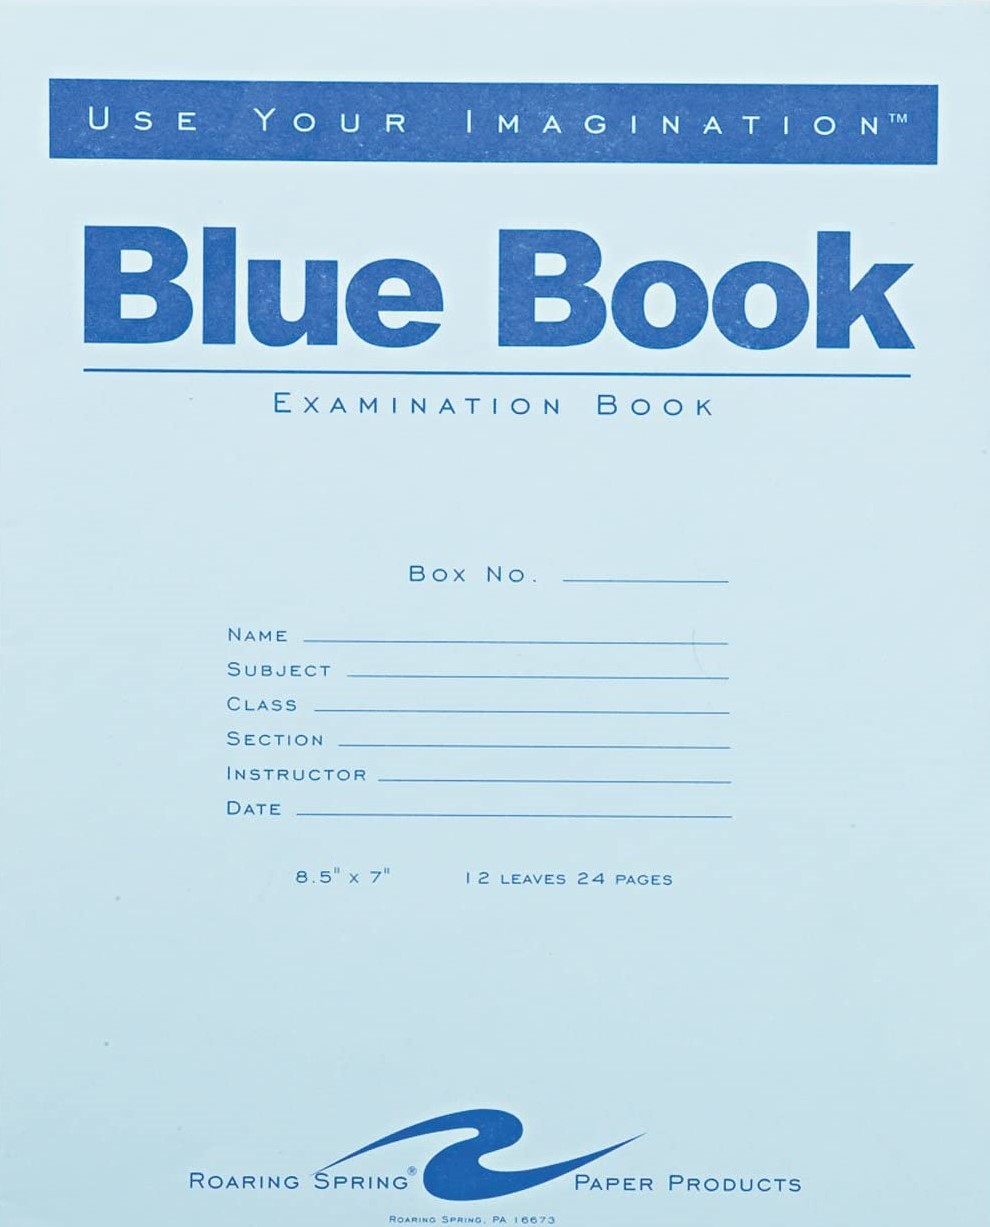 USE YOUR IMAGINATION™
Blue Book
EXAMINATION BOOK
BOX NO.
NAME
SUBJECT
CLASS
SECTION
INSTRUCTOR
DATE
8.5" X 7" 12 LEAVES 24 PAGES
ROARING SPRING® PAPER PRODUCTS
ROARING SPRING, PA 16673